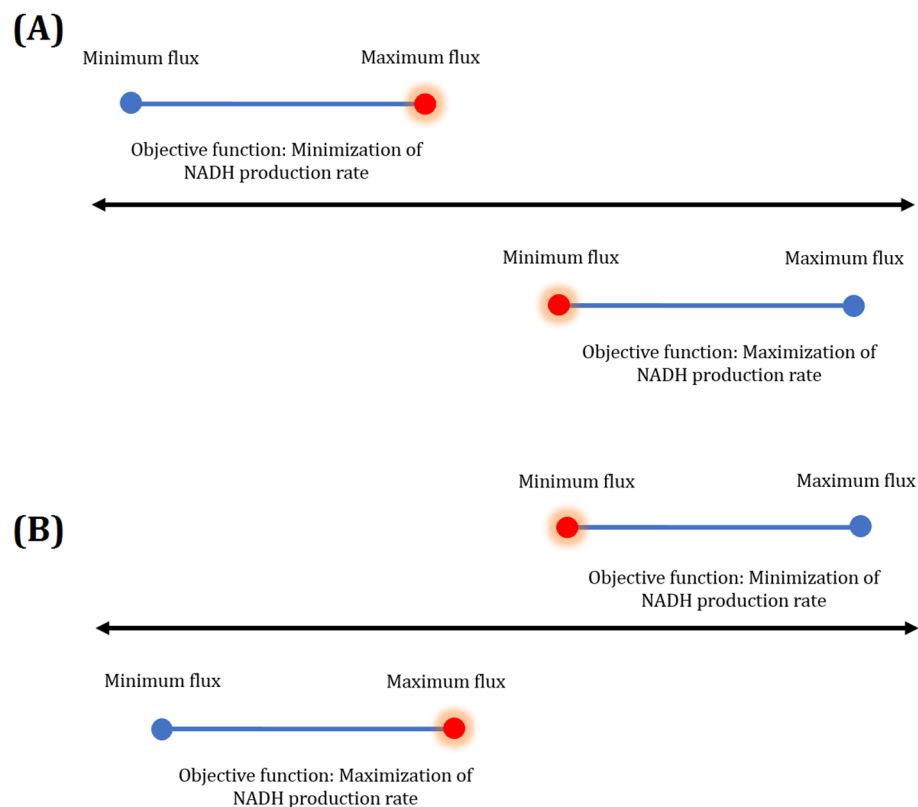 (A)
Minimum flux
Maximum flux
Objective function: Minimization of
NADH production rate
Minimum flux
Maximum flux
Objective function: Maximization of
NADH production rate
Minimum flux
Maximum flux
(B)
Objective function: Minimization of
NADH production rate
Minimum flux
Maximum flux
Objective function: Maximization of
NADH production rate